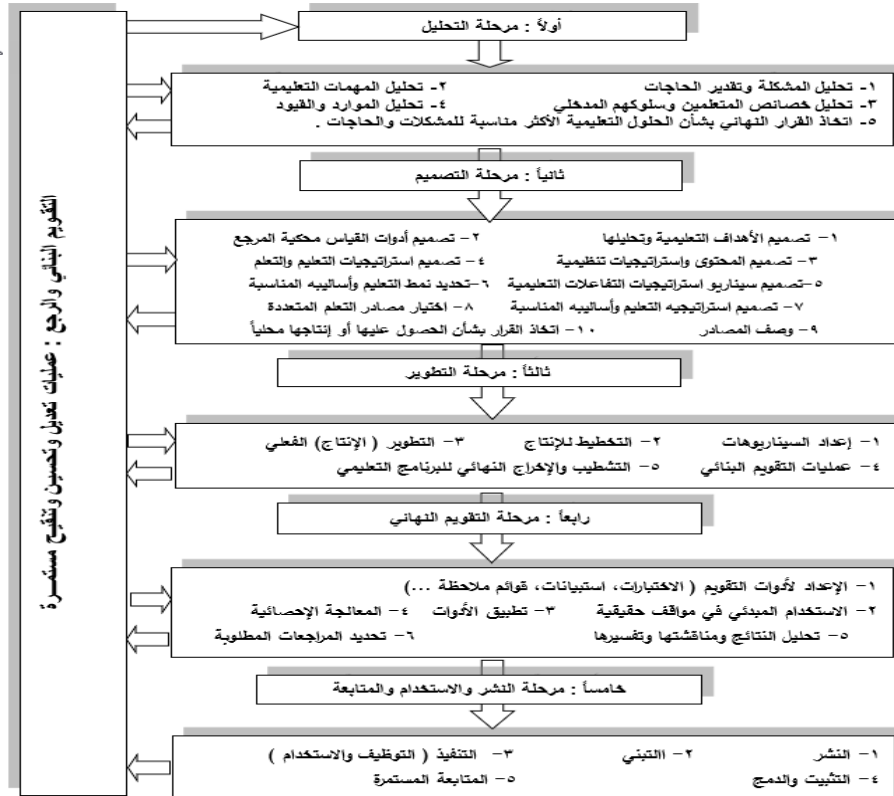 أولاً : مرحلة التحليل
١- تحليل المشكلة وتقدير الحاجات ٢- تحليل المهمات التعليمية
٣- تحليل خصائص المتعلمين وسلوكهم المدخلي ٤- تحليل الموارد والقيود
٥- اتخاذ القرار النهائي بشأن الحلول التعليمية الأكثر مناسبة للمشكلات والحاجات .
ثانياً : مرحلة التصميم
١- تصميم الأهداف التعليمية وتحليلها ٢- تصميم أدوات القياس محكية المرجع
٣- تصميم المحتوى وإستراتيجيات تنظيمية ٤- تصميم استراتيجيات التعليم والتعلم
٥-تصميم سيناريو استراتيجيات التفاعلات التعليمية ٦-تحديد نمط التعليم وأساليبه المناسبة
٧- تصميم استراتيجيه التعليم وأساليبه المناسبة ٨- اختيار مصادر التعلم المتعددة
٩- وصف المصادر ١٠- اتخاذ القرار بشأن الحصول عليها أو إنتاجها محلياً
ثالثاً : مرحلة التطوير
١- إعداد السيناريوهات ٢- التخطيط للإنتاج ٣- التطوير ( الإنتاج) الفعلي
٤- عمليات التقويم البنائي ٥- التشطيب والإخراج النهائي للبرنامج التعليمي
رابعاً : مرحلة التقويم النهائي
١- الإعداد لأدوات التقويم ( الاختبارات، استبيانات، قوائم ملاحظة ...)
٢- الاستخدام المبدئي في مواقف حقيقية ٣- تطبيق الأدوات ٤- المعالجة الإحصائية
٥- تحليل النتائج ومناقشتها وتفسيرها ٦- تحديد المراجعات المطلوبة
خامساً : مرحلة النشر والاستخدام والمتابعة
١- النشر ٢- االتبني ٣- التنفيذ ( التوظيف والاستخدام )
٤- التثبيت والدمج ٥- المتابعة المستمرة
التقويم البنائي والرجع : عمليات تعديل وتحسين وتنقيح مستمـــرة